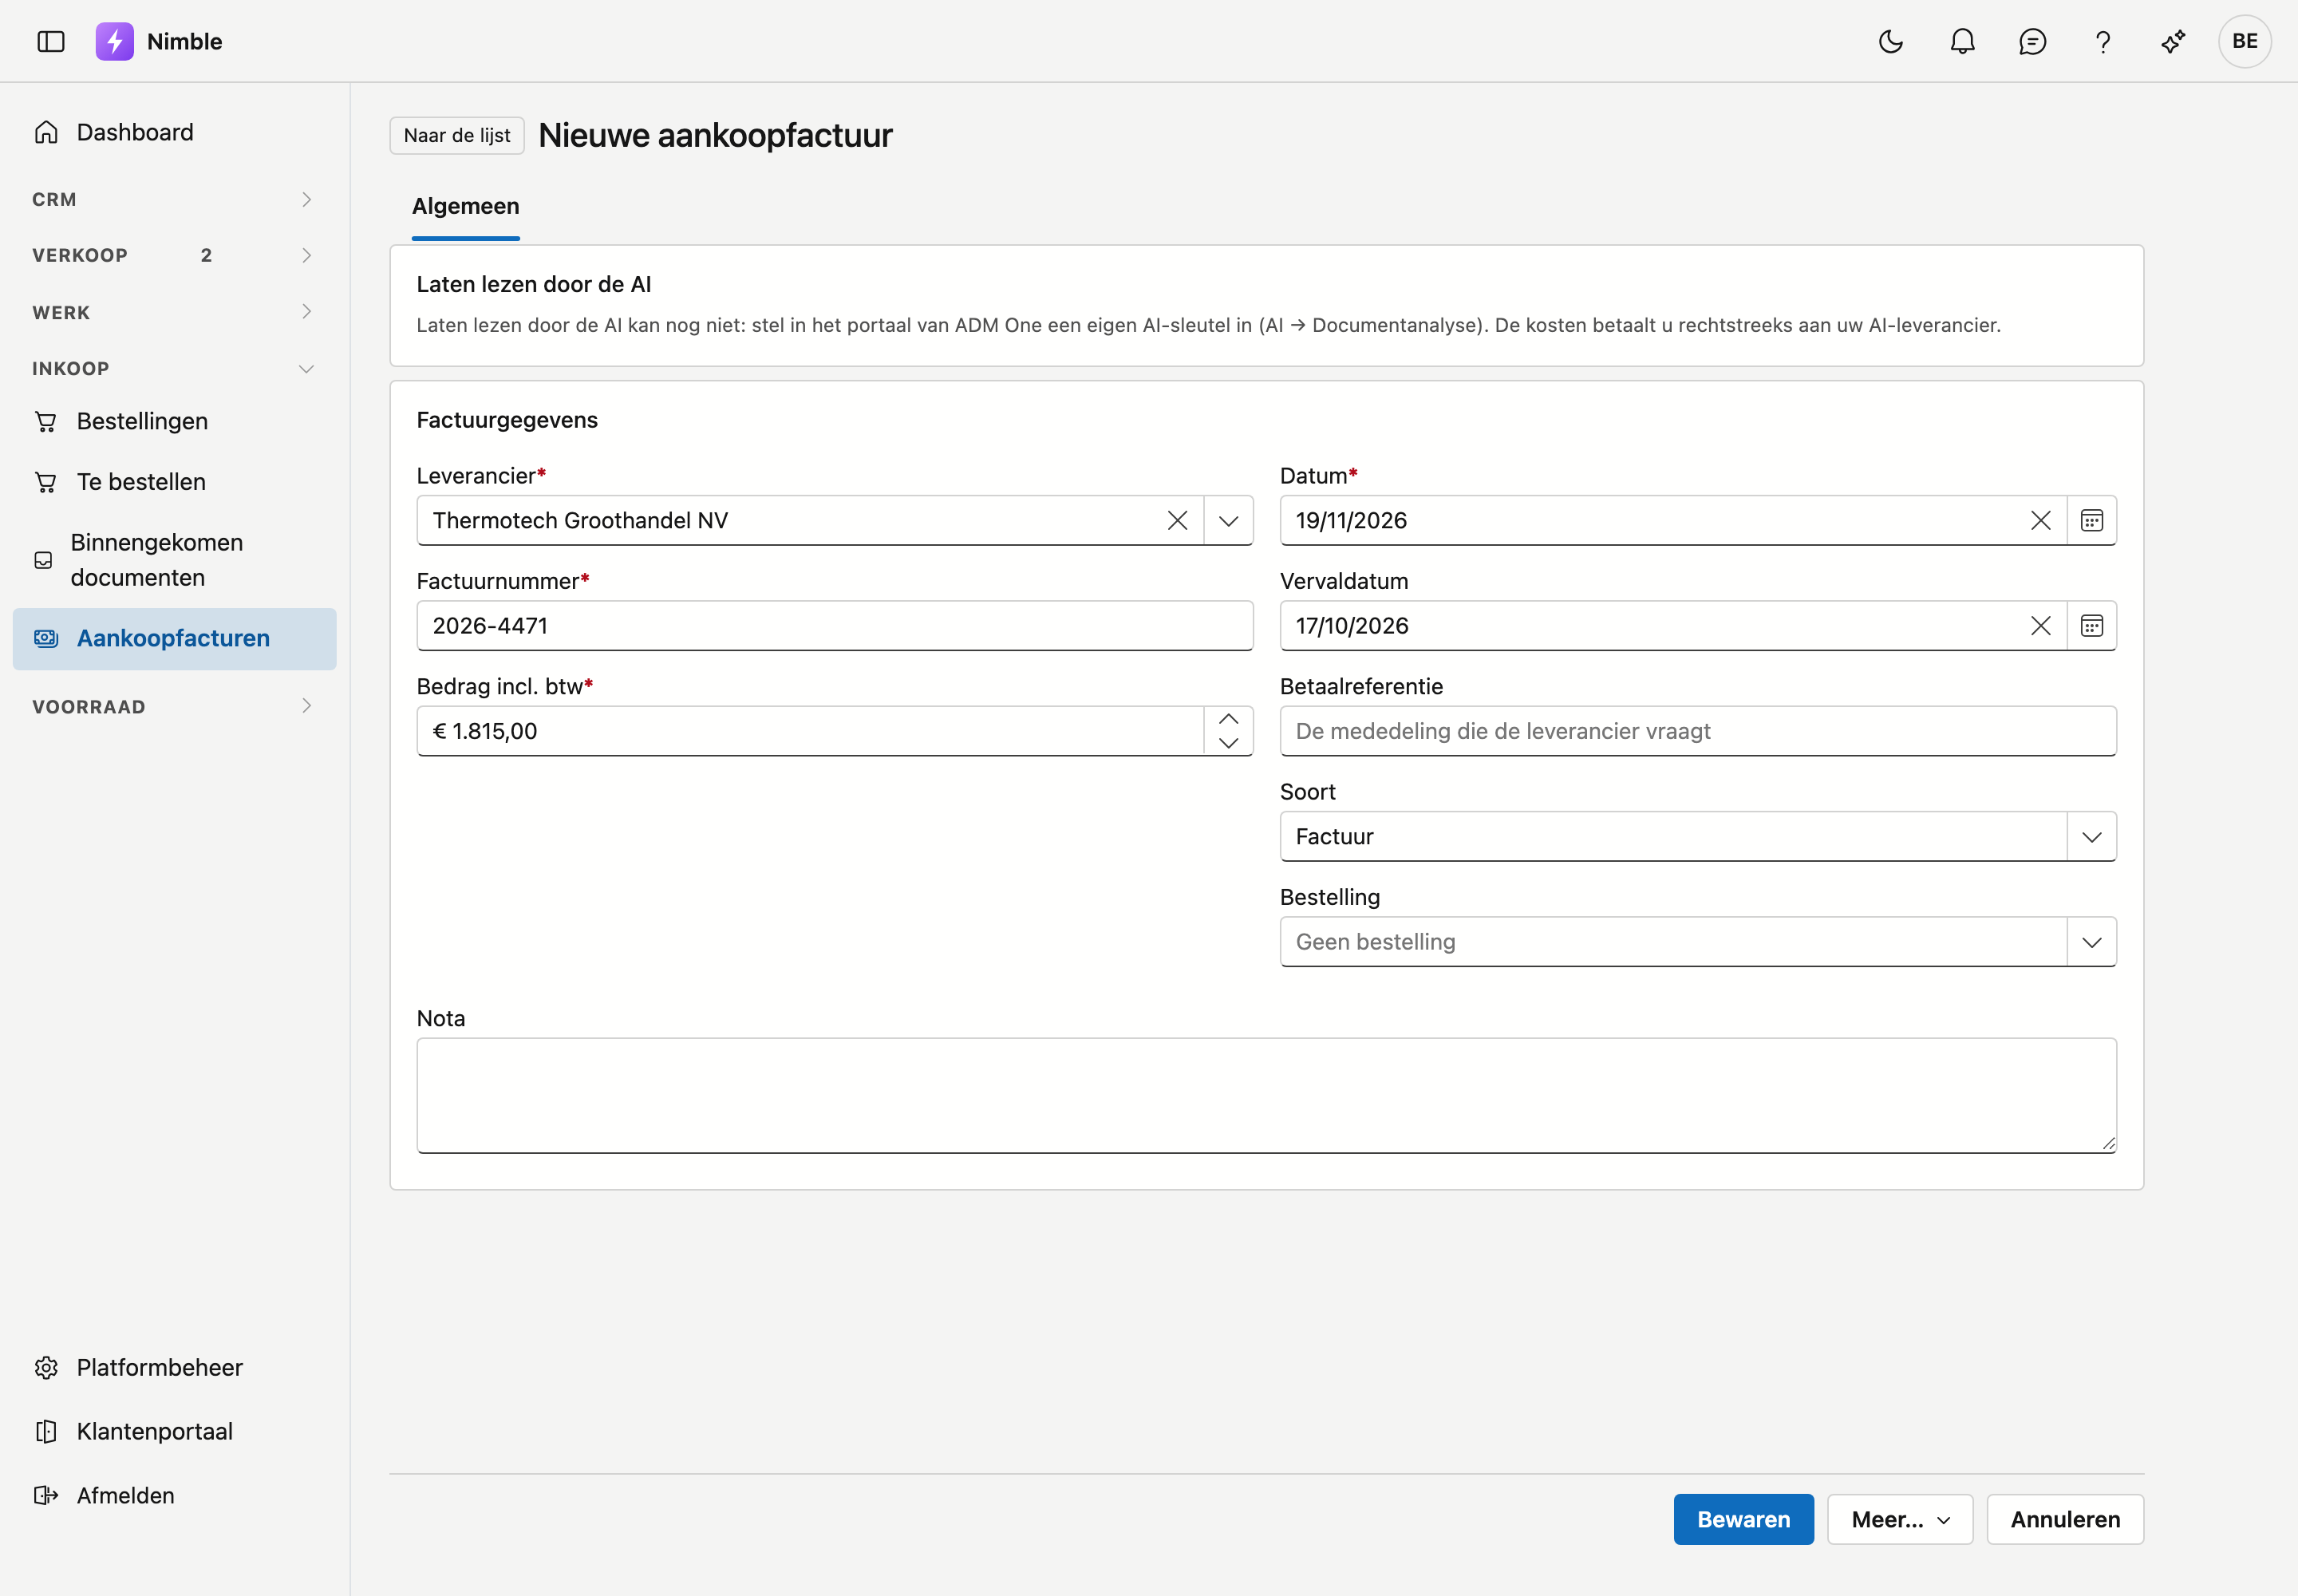 Nimble
BE
Dashboard
CRM
VERKOOP 2
WERK
INKOOP
Bestellingen
Te bestellen
Binnengekomen
documenten
Aankoopfacturen
VOORRAAD
Platformbeheer
Klantenportaal
Afmelden
Naar de lijst
Nieuwe aankoopfactuur
Algemeen
Laten lezen door de AI
Laten lezen door de AI kan nog niet: stel in het portaal van ADM One een eigen AI-sleutel in (AI → Documentanalyse). De kosten betaalt u rechtstreeks aan uw AI-leverancier.
Factuurgegevens
Leverancier*
Thermotech Groothandel NV
Datum*
19/11/2026
Factuurnummer*
2026-4471
Vervaldatum
17/10/2026
Bedrag incl. btw*
€ 1.815,00
Betaalreferentie
De mededeling die de leverancier vraagt
Soort
Factuur
Bestelling
Geen bestelling
Nota
Bewaren
Meer...
Annuleren